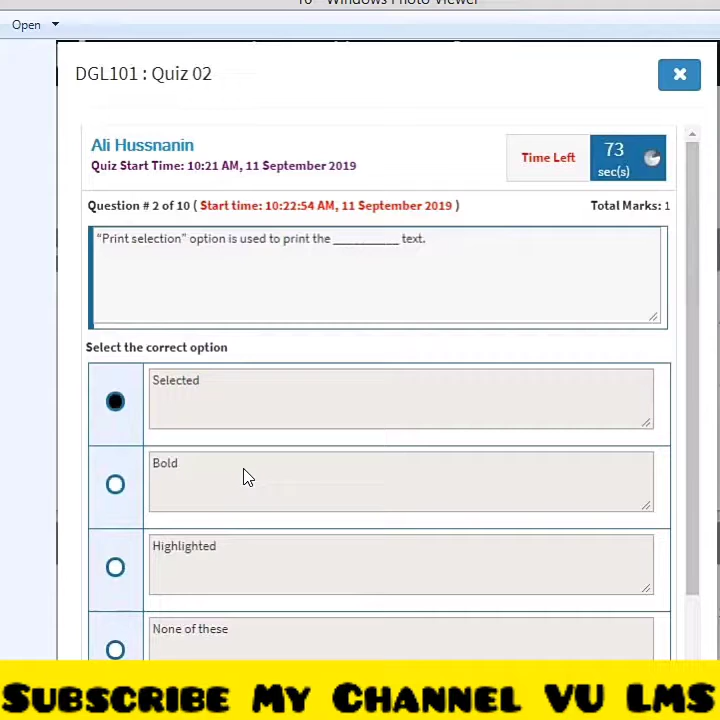 Open
DGL101 : Quiz 02
Ali Hussnanin
Quiz Start Time: 10:21 AM, 11 September 2019
Time Left
73
sec(s)
Question # 2 of 10 ( Start time: 10:22:54 AM, 11 September 2019 )
Total Marks: 1
“Print selection” option is used to print the __________ text.
Select the correct option
Selected
Bold
Highlighted
None of these
SUBSCRIBE MY CHANNEL VU LMS